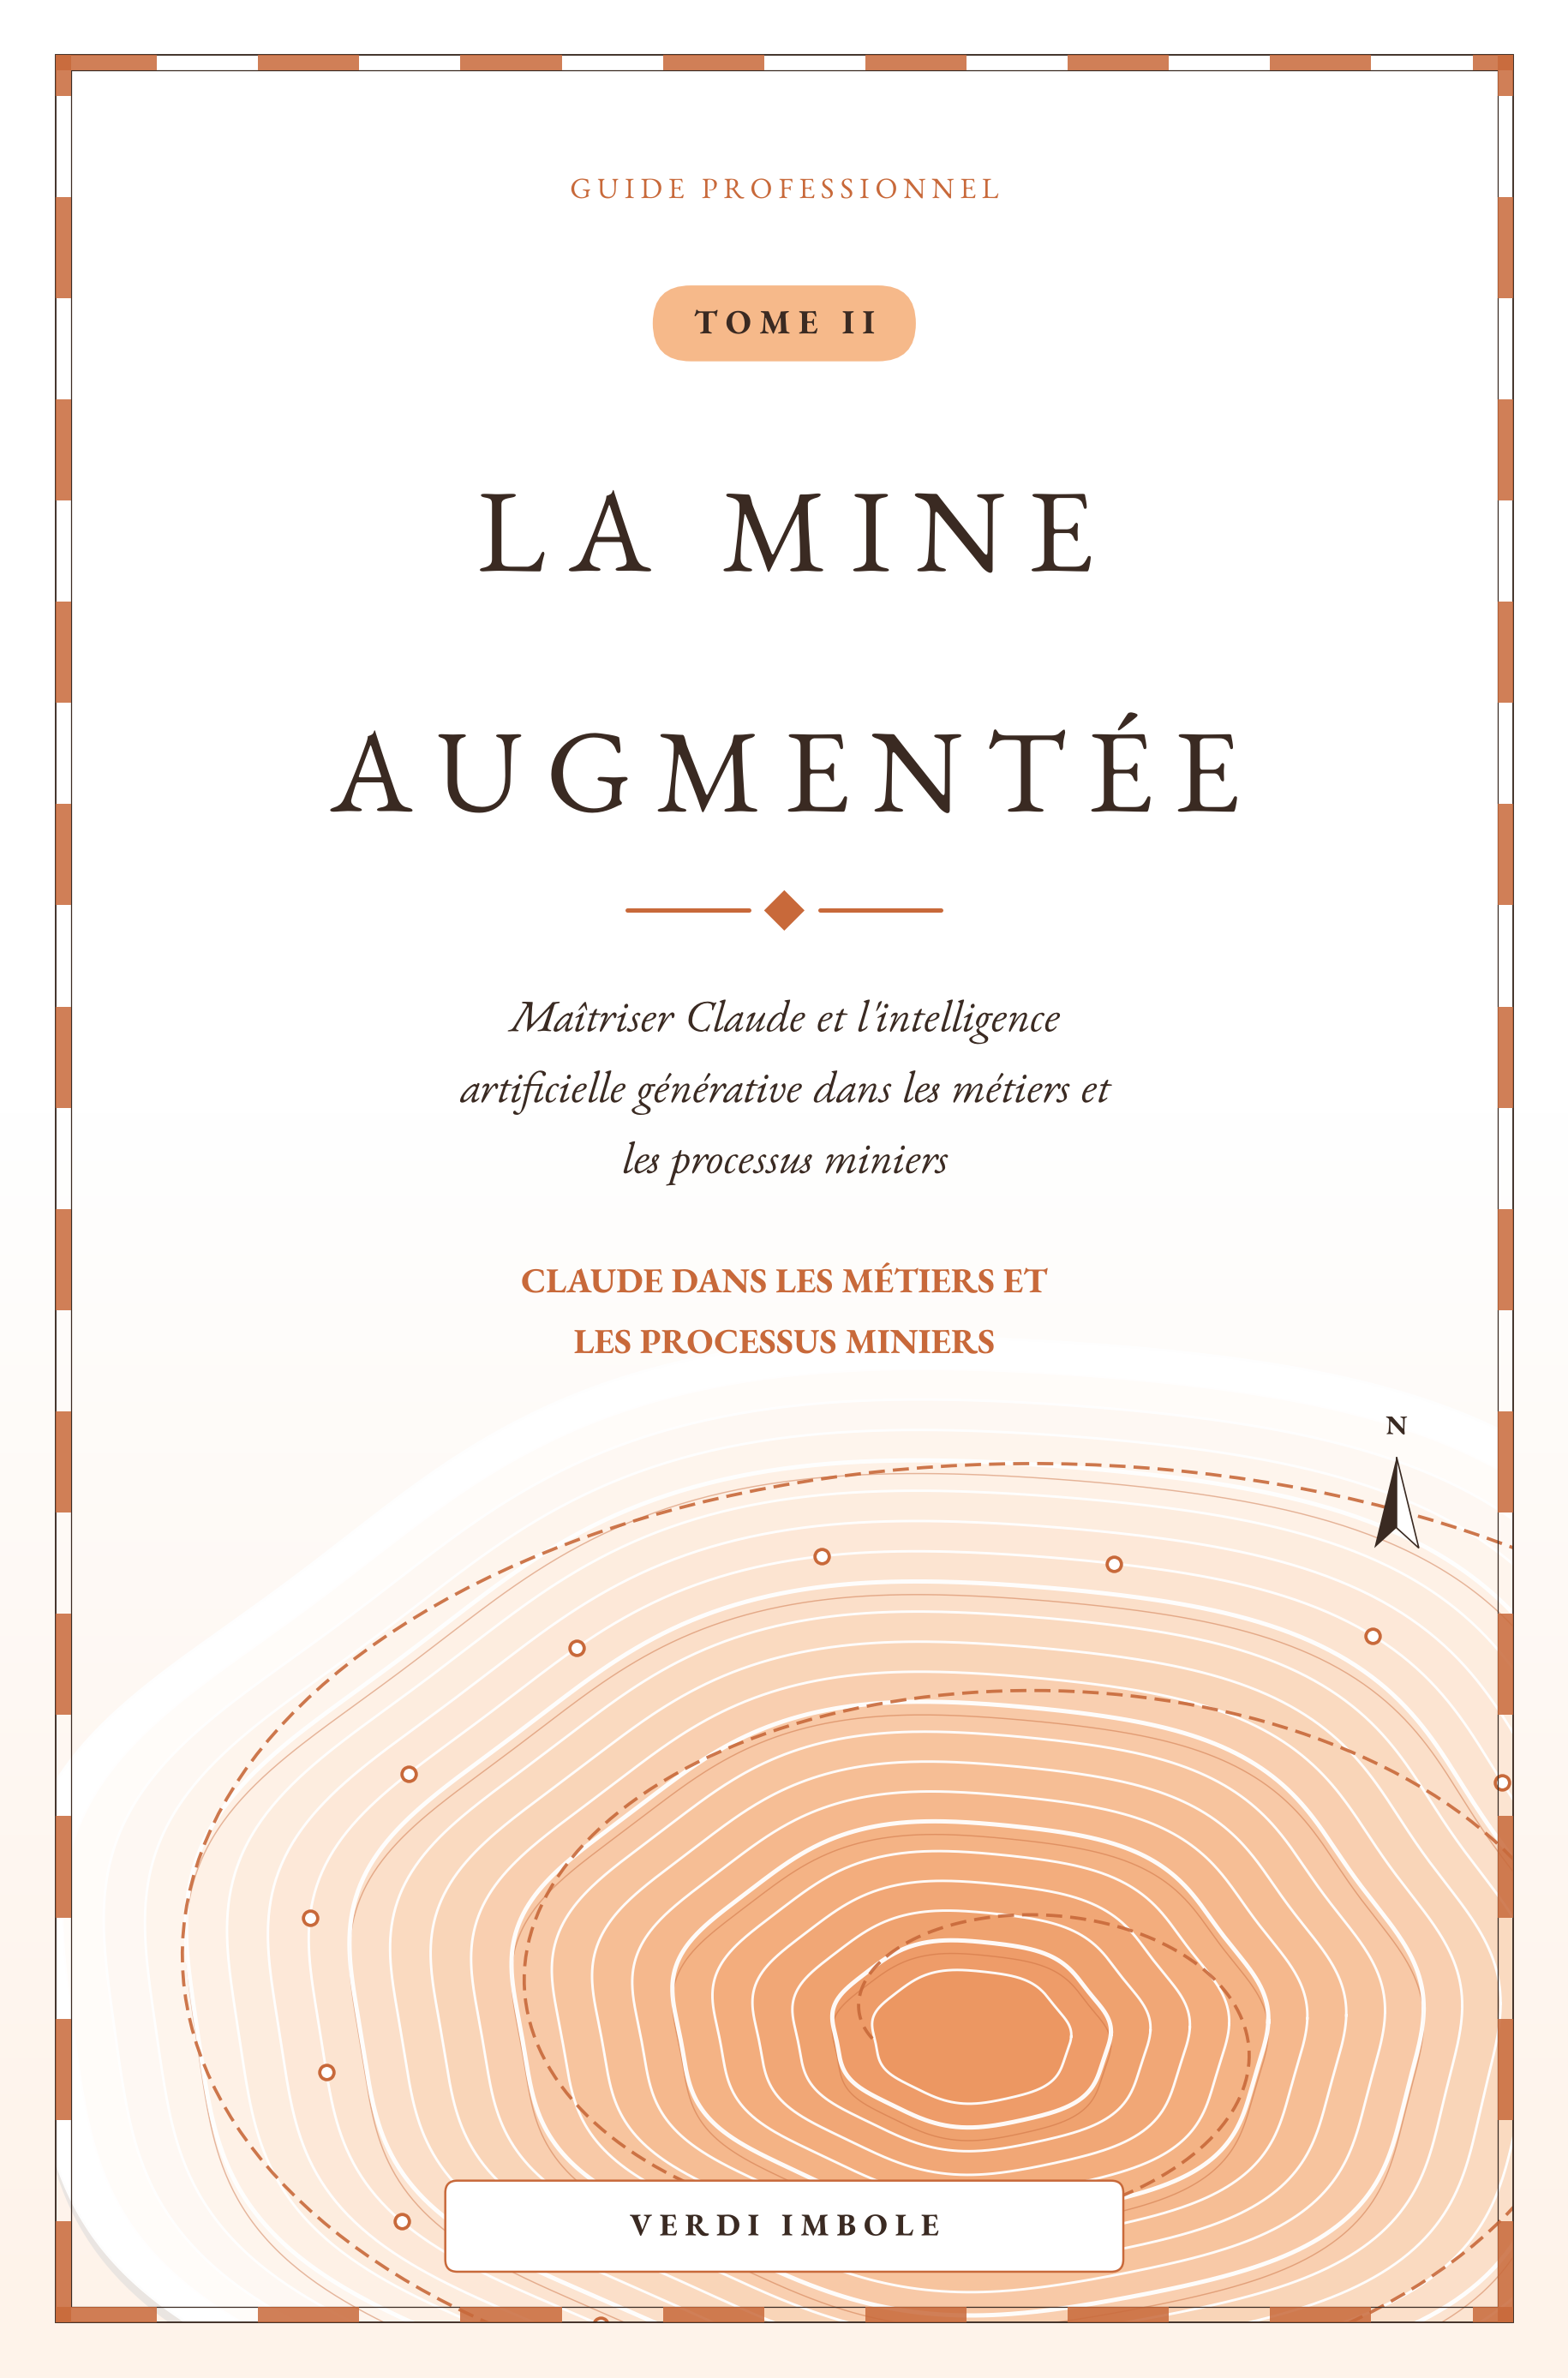 GUIDE PROFESSIONNEL
TOME II
LA MINE
AUGMENTÉE
Maîtriser Claude et l'intelligence
artificielle générative dans les métiers et
les processus miniers
CLAUDE DANS LES MÉTIERS ET
LES PROCESSUS MINIERS
N
VERDI IMBOLE